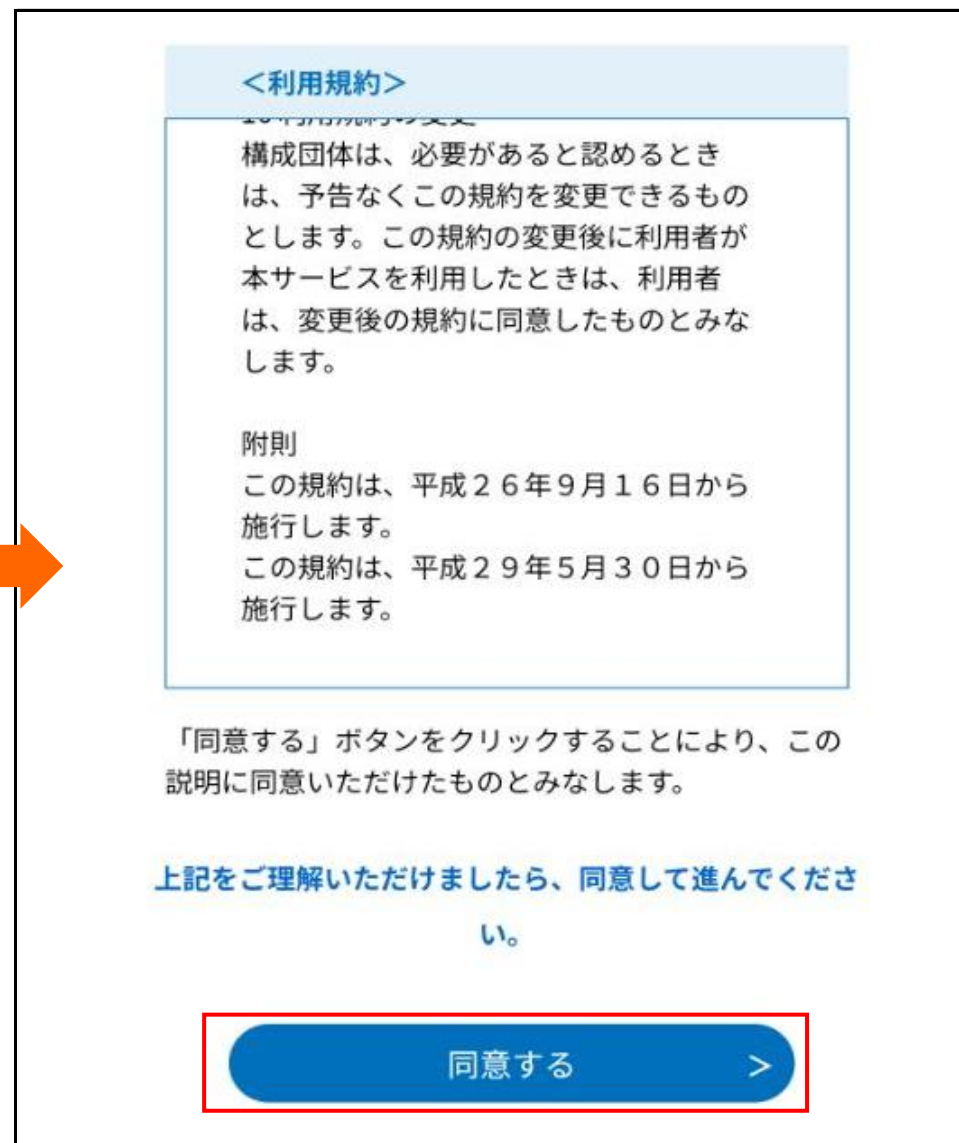 ＜利用規約＞
構成団体は、必要があると認めるとき
は、予告なくこの規約を変更できるもの
とします。この規約の変更後に利用者が
本サービスを利用したときは、利用者
は、変更後の規約に同意したものとみな
します。
附則
この規約は、平成２６年９月１６日から
施行します。
この規約は、平成２９年５月３０日から
施行します。
「同意する」ボタンをクリックすることにより、この
説明に同意いただけたものとみなします。
上記をご理解いただけましたら、同意して進んでくださ
い。
同意する ＞